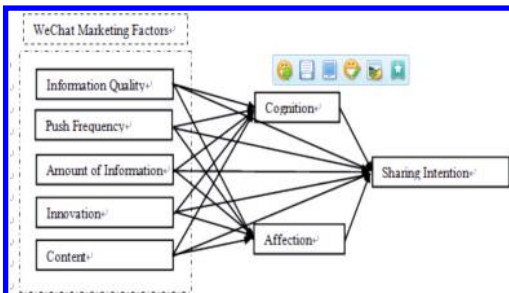 WeChat Marketing Factors
Information Quality
Push Frequency
Amount of Information
Innovation
Content
Cognition
Affection
Sharing Intention